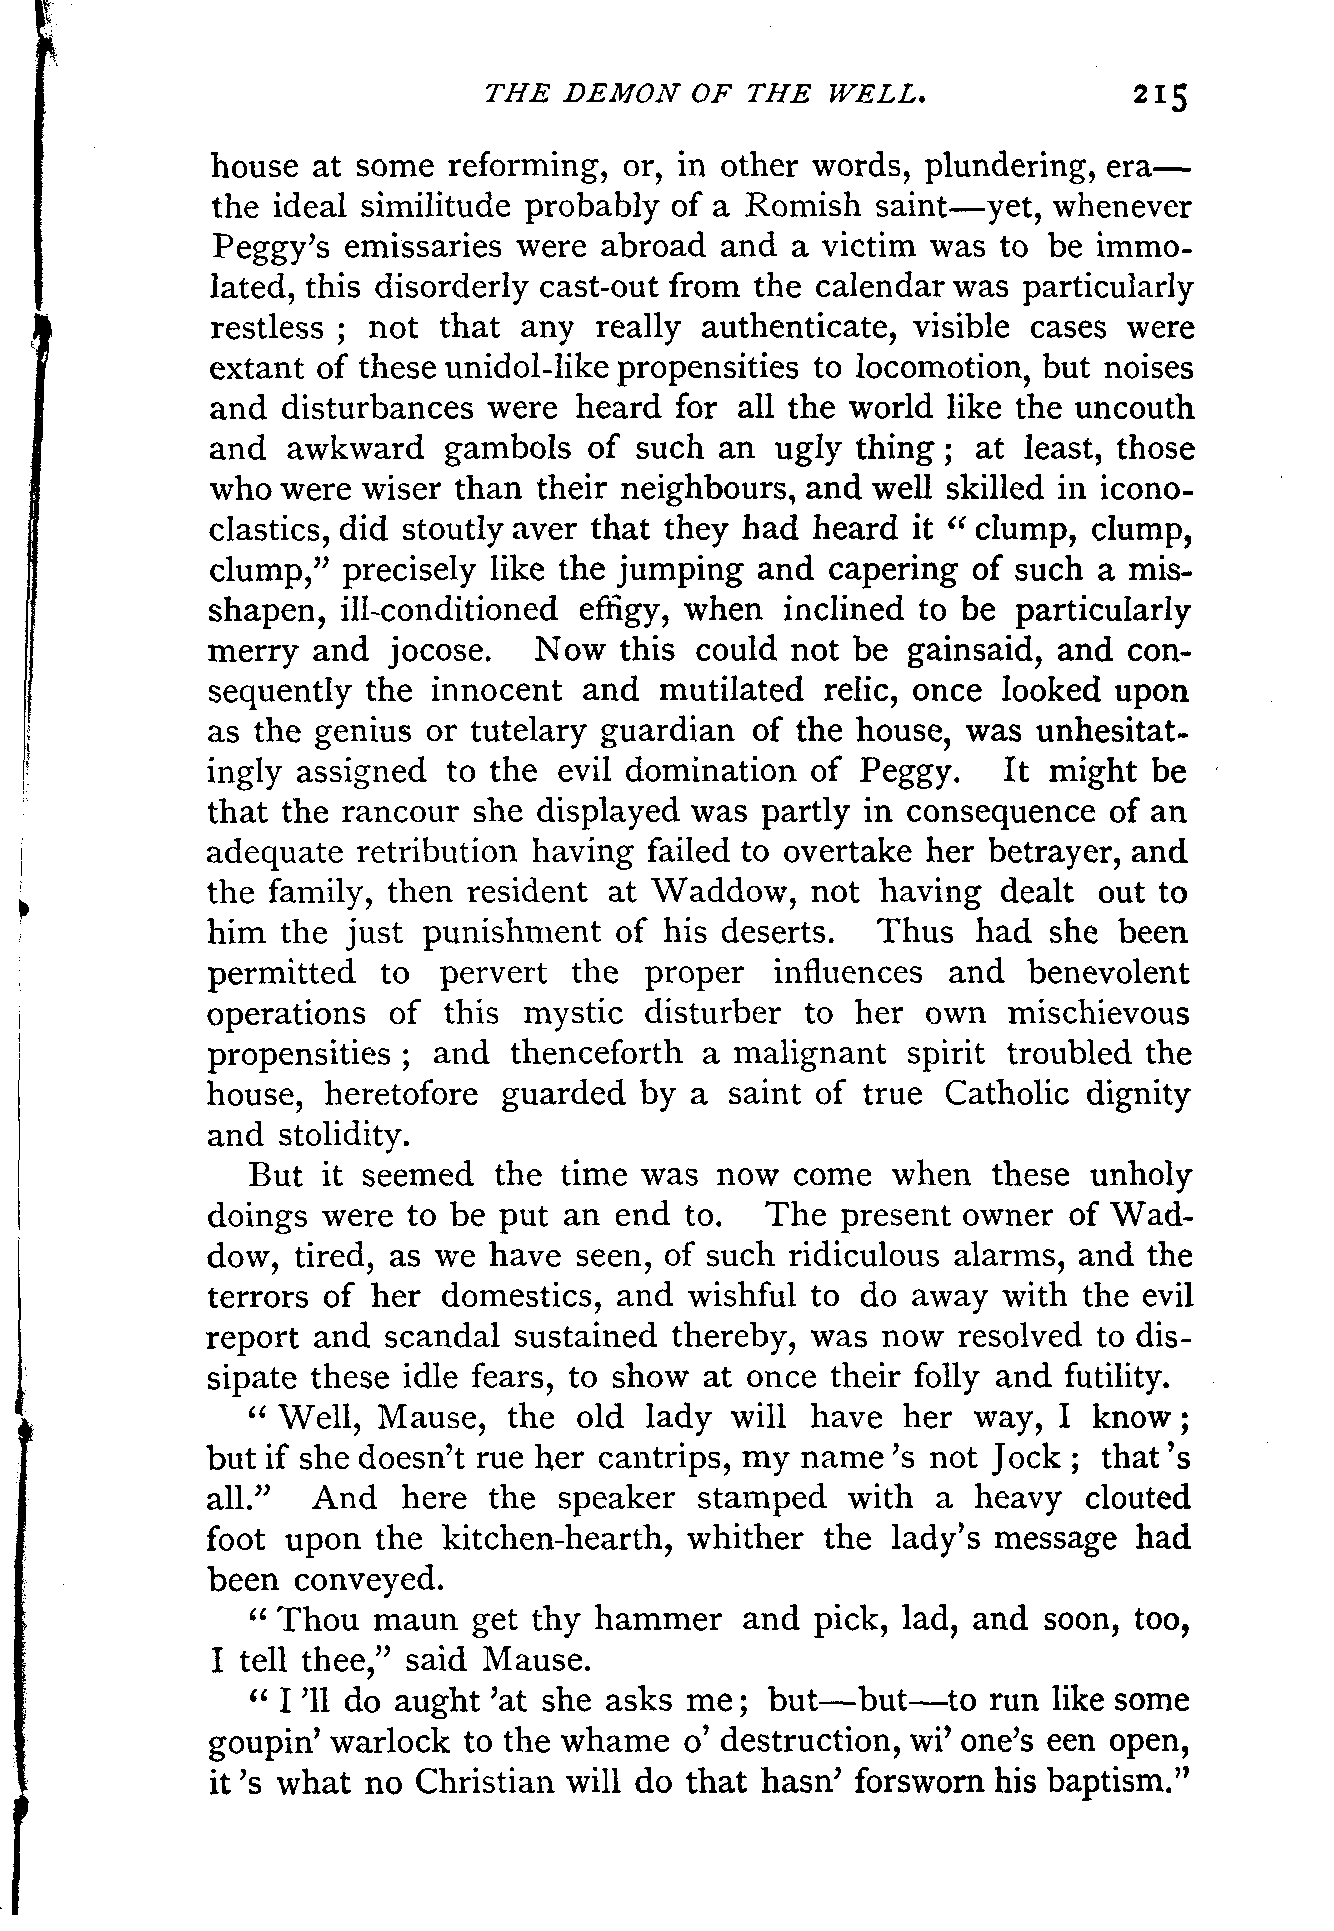 THE DEMON OF THE WELL. 215
house at some reforming, or, in other words, plundering, era—
the ideal similitude probably of a Romish saint—yet, whenever
Peggy's emissaries were abroad and a victim was to be immo-
lated, this disorderly cast-out from the calendar was particularly
restless ; not that any really authenticate, visible cases were
extant of these unidol-like propensities to locomotion, but noises
and disturbances were heard for all the world like the uncouth
and awkward gambols of such an ugly thing ; at least, those
who were wiser than their neighbours, and well skilled in icono-
clastics, did stoutly aver that they had heard it " clump, clump,
clump," precisely like the jumping and capering of such a mis-
shapen, ill-conditioned effigy, when inclined to be particularly
merry and jocose. Now this could not be gainsaid, and con-
sequently the innocent and mutilated relic, once looked upon
as the genius or tutelary guardian of the house, was unhesitat-
ingly assigned to the evil domination of Peggy. It might be
that the rancour she displayed was partly in consequence of an
adequate retribution having failed to overtake her betrayer, and
the family, then resident at Waddow, not having dealt out to
him the just punishment of his deserts. Thus had she been
permitted to pervert the proper influences and benevolent
operations of this mystic disturber to her own mischievous
propensities ; and thenceforth a malignant spirit troubled the
house, heretofore guarded by a saint of true Catholic dignity
and stolidity.
But it seemed the time was now come when these unholy
doings were to be put an end to. The present owner of Wad-
dow, tired, as we have seen, of such ridiculous alarms, and the
terrors of her domestics, and wishful to do away with the evil
report and scandal sustained thereby, was now resolved to dis-
sipate these idle fears, to show at once their folly and futility.
" Well, Mause, the old lady will have her way, I know ;
but if she doesn't rue her cantrips, my name 's not Jock ; that 's
all." And here the speaker stamped with a heavy clouted
foot upon the kitchen-hearth, whither the lady's message had
been conveyed.
" Thou maun get thy hammer and pick, lad, and soon, too,
I tell thee," said Mause.
" I 'll do aught 'at she asks me ; but—but—to run like some
goupin' warlock to the whame o' destruction, wi' one's een open,
it 's what no Christian will do that hasn' forsworn his baptism."